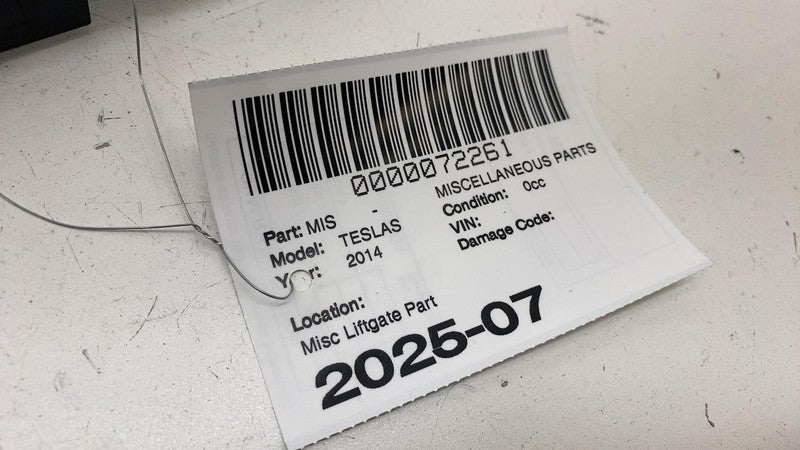 0000072261
Part: MIS - MISCELLANEOUS PARTS
Model: TESLAS Condition: 0cc
Year: 2014 VIN:
Damage Code:
Location:
Misc Liftgate Part
2025-07